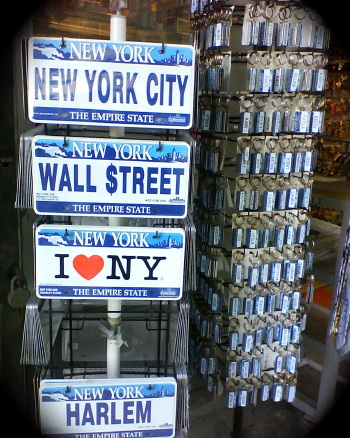 NEW YORK
NEW YORK CITY
THE EMPIRE STATE
NEW YORK
WALL $TREET
THE EMPIRE STATE
NEW YORK
I ❤ NY
THE EMPIRE STATE
NEW YORK
HARLEM
THE EMPIRE STATE